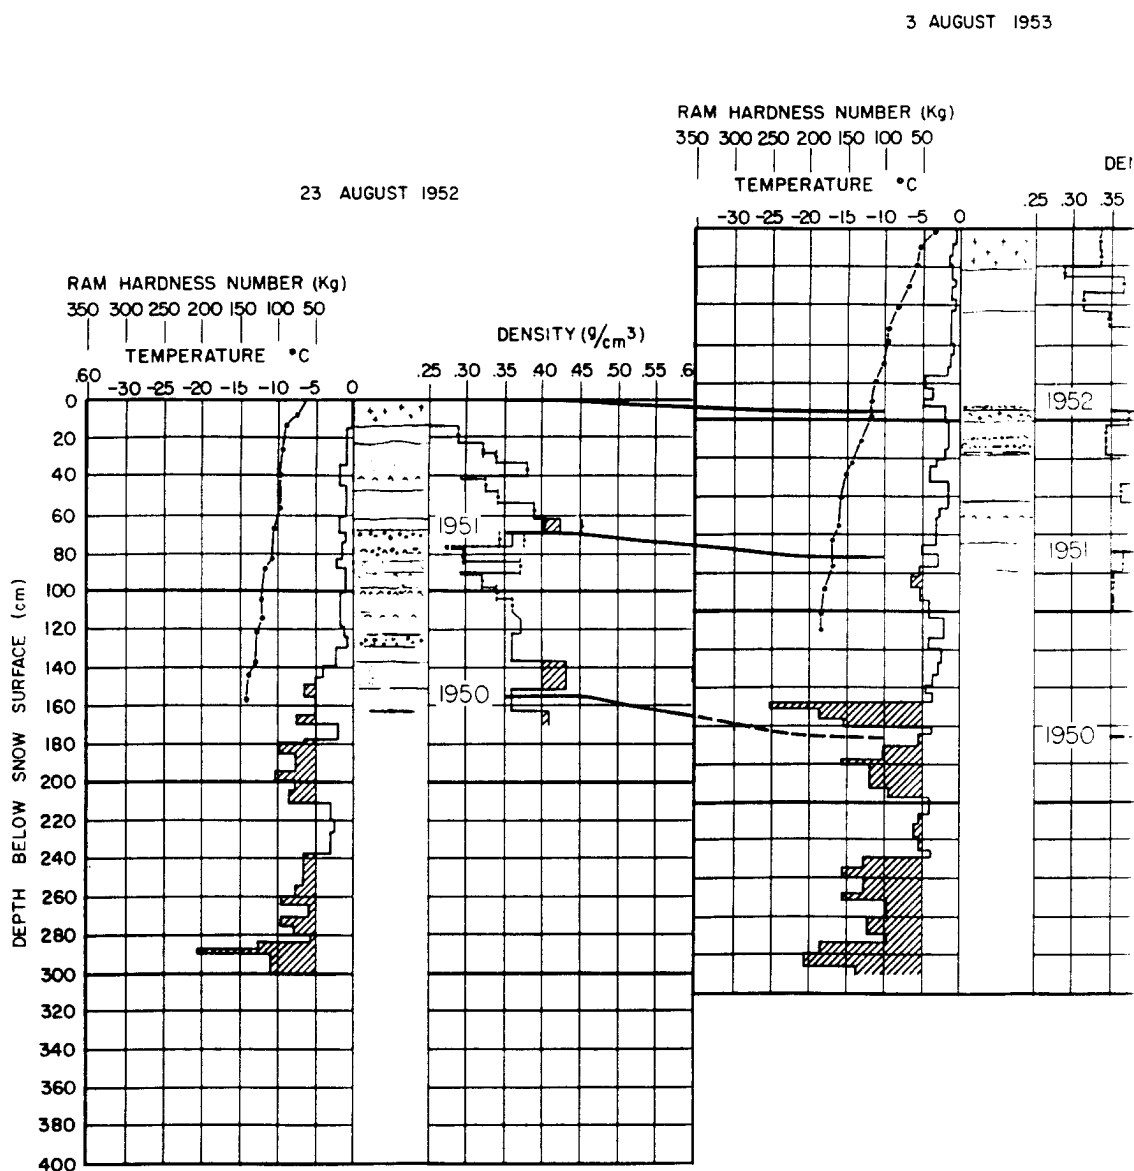 3 AUGUST 1953
RAM HARDNESS NUMBER (Kg)
350 300 250 200 150 100 50
DEN
TEMPERATURE °C
.25 .30 .35
-30 -25 -20 -15 -10 -5 0
23 AUGUST 1952
RAM HARDNESS NUMBER (Kg)
350 300 250 200 150 100 50
DENSITY (g/cm3)
TEMPERATURE °C
.60 -30 -25 -20 -15 -10 -5 0 .25 .30 .35 .40 .45 .50 .55 .6
DEPTH BELOW SNOW SURFACE (cm)
0
20
40
60
80
100
120
140
160
180
200
220
240
260
280
300
320
340
360
380
400
1951
1950
1952
1951
1950